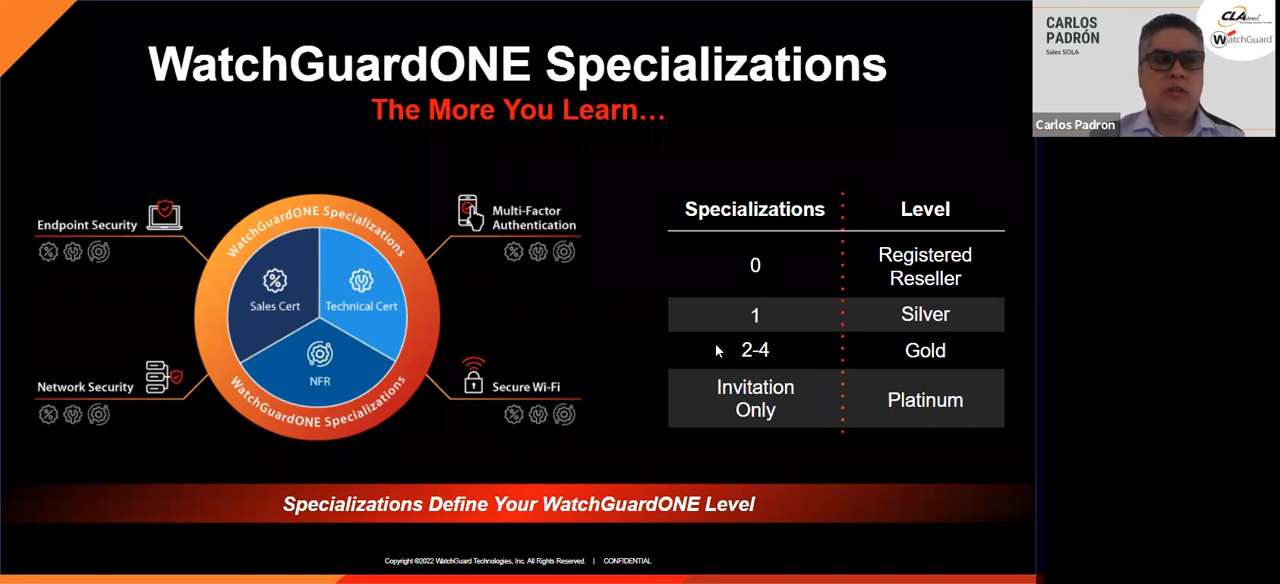 WatchGuardONE Specializations
The More You Learn…
CARLOS
PADRÓN
Sales SOLA
CLA direct
WatchGuard
Carlos Padron
Endpoint Security
Multi-Factor
Authentication
WatchGuardONE Specializations
Sales Cert
Technical Cert
NFR
WatchGuardONE Specializations
Network Security
Secure Wi-Fi
Specializations Level
0 Registered
Reseller
1 Silver
2-4 Gold
Invitation
Only Platinum
Specializations Define Your WatchGuardONE Level
Copyright ©2022 WatchGuard Technologies, Inc. All Rights Reserved. | CONFIDENTIAL